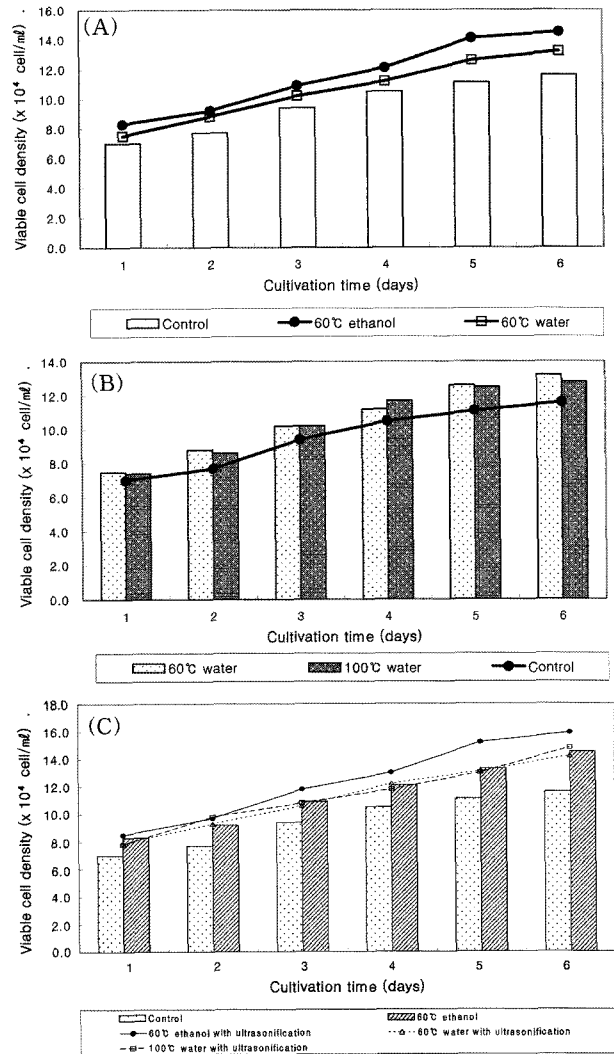 (A)
Viable cell density (x 10⁴ cell/㎖)
16.0
14.0
12.0
10.0
8.0
6.0
4.0
2.0
0.0
1 2 3 4 5 6
Cultivation time (days)
Control 60℃ ethanol 60℃ water
(B)
Viable cell density (x 10⁴ cell/㎖)
14.0
12.0
10.0
8.0
6.0
4.0
2.0
0.0
1 2 3 4 5 6
Cultivation time (days)
60℃ water 100℃ water Control
(C)
Viable cell density (x 10⁴ cell/㎖)
18.0
16.0
14.0
12.0
10.0
8.0
6.0
4.0
2.0
0.0
1 2 3 4 5 6
Cultivation time (days)
Control 60℃ ethanol
60℃ ethanol with ultrasonification 60℃ water with ultrasonification
100℃ water with ultrasonification